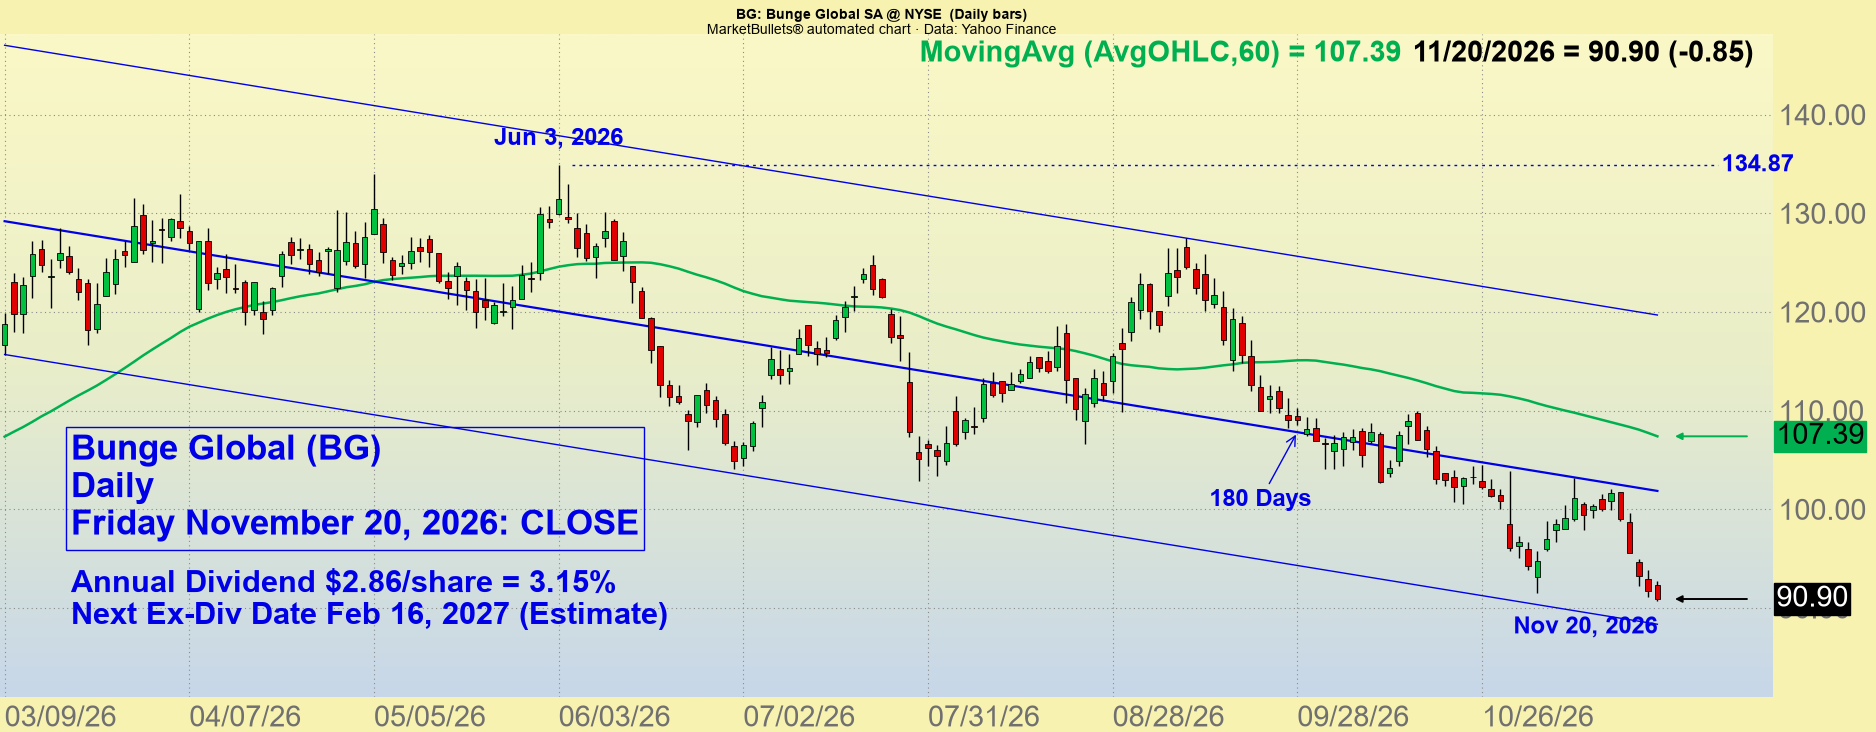 BG: Bunge Global SA @ NYSE (Daily bars)
MarketBullets® automated chart · Data: Yahoo Finance
MovingAvg (AvgOHLC,60) = 107.39 11/20/2026 = 90.90 (-0.85)
140.00
Jun 3, 2026
134.87
130.00
120.00
110.00
107.39
Bunge Global (BG)
Daily
Friday November 20, 2026: CLOSE
180 Days
100.00
Annual Dividend $2.86/share = 3.15%
Next Ex-Div Date Feb 16, 2027 (Estimate)
90.90
Nov 20, 2026
03/09/26 04/07/26 05/05/26 06/03/26 07/02/26 07/31/26 08/28/26 09/28/26 10/26/26